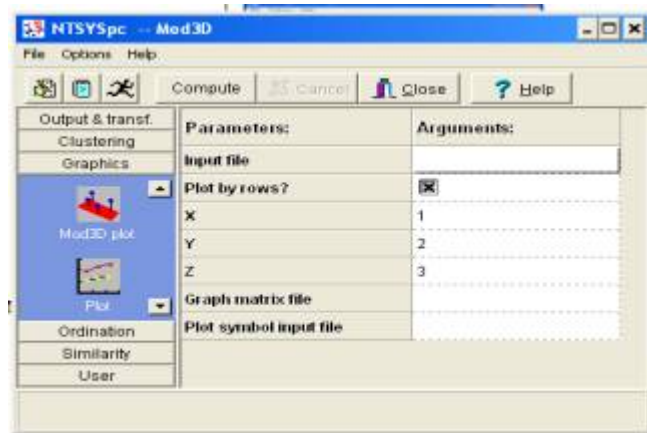 NTSYSpc -- Mod3D
File Options Help
Compute Cancel Close ? Help
Output & transf.
Clustering
Graphics
Mod3D plot
Plot
Ordination
Similarity
User
Parameters: Arguments:
Input file
Plot by rows?
X 1
Y 2
Z 3
Graph matrix file
Plot symbol input file